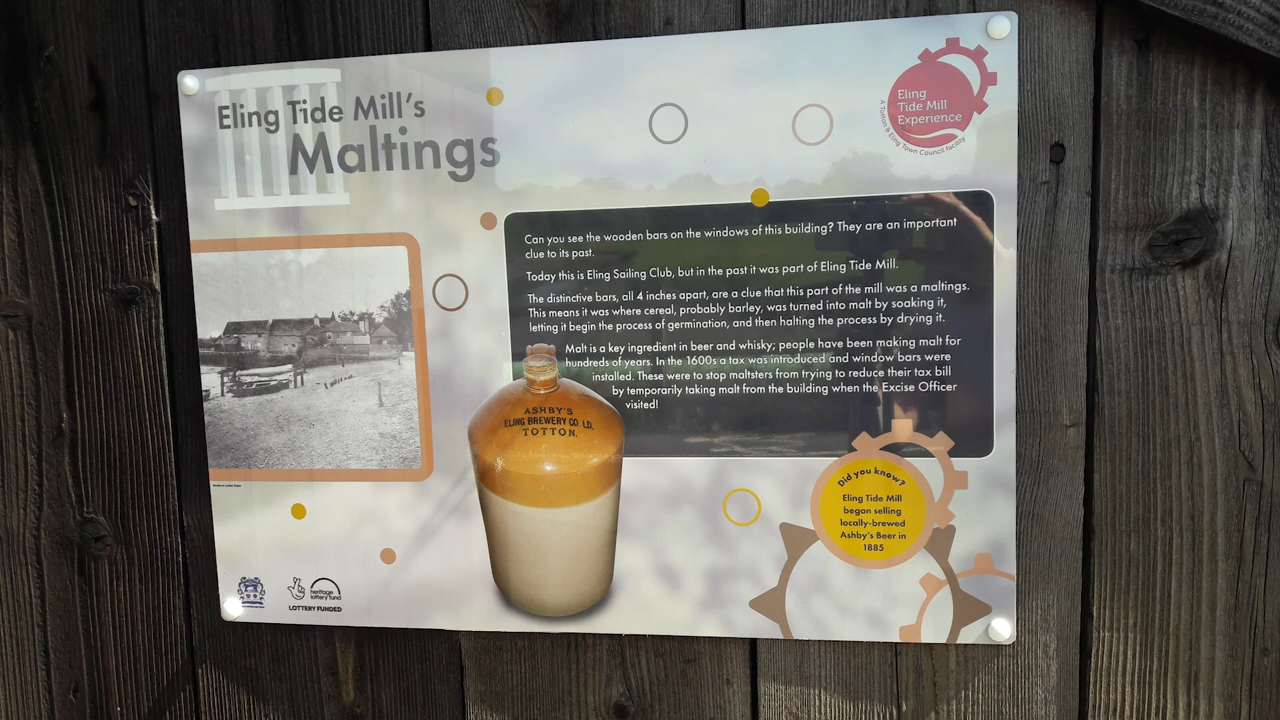 Eling Tide Mill's
Maltings
Eling
Tide Mill
Experience
A Totton & Eling Town Council facility
Can you see the wooden bars on the windows of this building? They are an important
clue to its past.
Today this is Eling Sailing Club, but in the past it was part of Eling Tide Mill.
The distinctive bars, all 4 inches apart, are a clue that this part of the mill was a maltings.
This means it was where cereal, probably barley, was turned into malt by soaking it,
letting it begin the process of germination, and then halting the process by drying it.
Malt is a key ingredient in beer and whisky; people have been making malt for
hundreds of years. In the 1600s a tax was introduced and window bars were
installed. These were to stop maltsters from trying to reduce their tax bill
by temporarily taking malt from the building when the Excise Officer
visited!
ASHBY'S
ELING BREWERY CO. LD.
TOTTON.
Did you know?
Eling Tide Mill
began selling
locally-brewed
Ashby's Beer in
1885
heritage
lottery fund
LOTTERY FUNDED